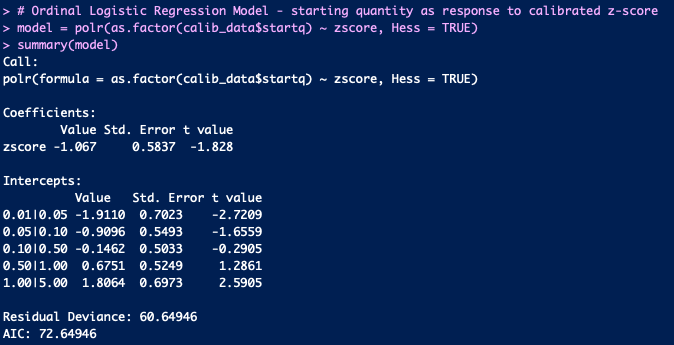 > # Ordinal Logistic Regression Model - starting quantity as response to calibrated z-score
> model = polr(as.factor(calib_data$startq) ~ zscore, Hess = TRUE)
> summary(model)
Call:
polr(formula = as.factor(calib_data$startq) ~ zscore, Hess = TRUE)

Coefficients:
        Value Std. Error t value
zscore -1.067     0.5837  -1.828

Intercepts:
          Value   Std. Error t value
0.01|0.05 -1.9110  0.7023    -2.7209
0.05|0.10 -0.9096  0.5493    -1.6559
0.10|0.50 -0.1462  0.5033    -0.2905
0.50|1.00  0.6751  0.5249     1.2861
1.00|5.00  1.8064  0.6973     2.5905

Residual Deviance: 60.64946
AIC: 72.64946